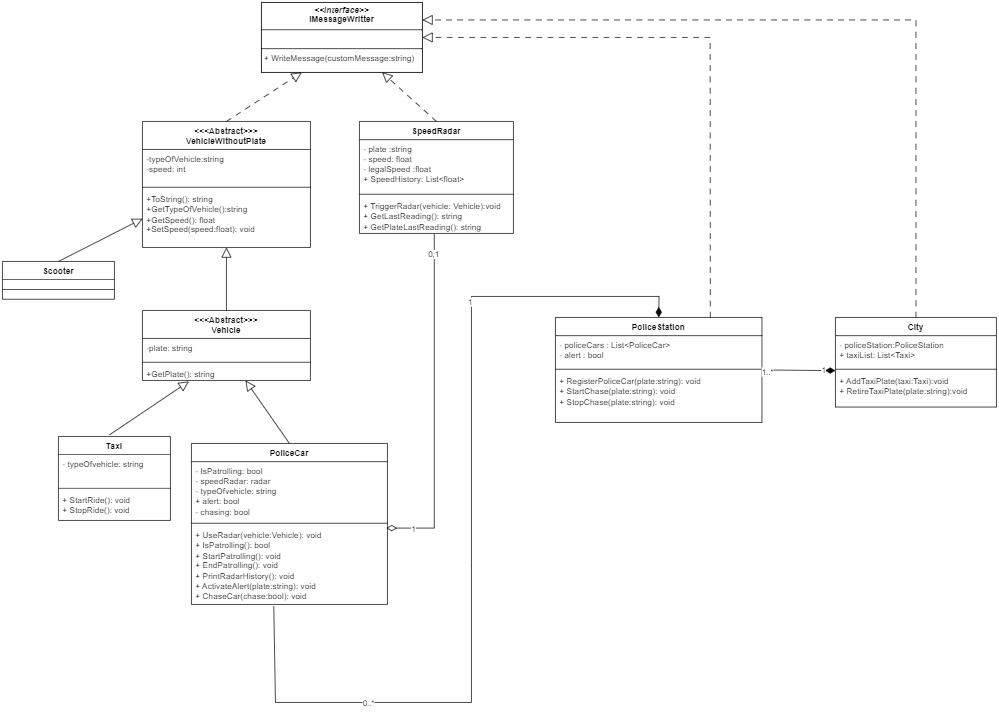 <<Interface>>
IMessageWritter
+ WriteMessage(customMessage:string)
<<<Abstract>>>
VehicleWithoutPlate
-typeOfVehicle:string
-speed: int
+ToString(): string
+GetTypeOfVehicle():string
+GetSpeed(): float
+SetSpeed(speed:float): void
SpeedRadar
- plate :string
- speed: float
- legalSpeed :float
+ SpeedHistory: List<float>
+ TriggerRadar(vehicle: Vehicle):void
+ GetLastReading(): string
+ GetPlateLastReading(): string
0,1
Scooter
<<<Abstract>>>
Vehicle
-plate: string
+GetPlate(): string
1
PoliceStation
- policeCars : List<PoliceCar>
- alert : bool
+ RegisterPoliceCar(plate:string): void
+ StartChase(plate:string): void
+ StopChase(plate:string): void
1..*
1
City
- policeStation:PoliceStation
+ taxiList: List<Taxi>
+ AddTaxiPlate(taxi:Taxi):void
+ RetireTaxiPlate(plate:string):void
Taxi
- typeOfvehicle: string
+ StartRide(): void
+ StopRide(): void
PoliceCar
- IsPatrolling: bool
- speedRadar: radar
- typeOfvehicle: string
+ alert: bool
- chasing: bool
+ UseRadar(vehicle:Vehicle): void
+ IsPatrolling(): bool
+ StartPatrolling(): void
+ EndPatrolling(): void
+ PrintRadarHistory(): void
+ ActivateAlert(plate:string): void
+ ChaseCar(chase:bool): void
1
0..*